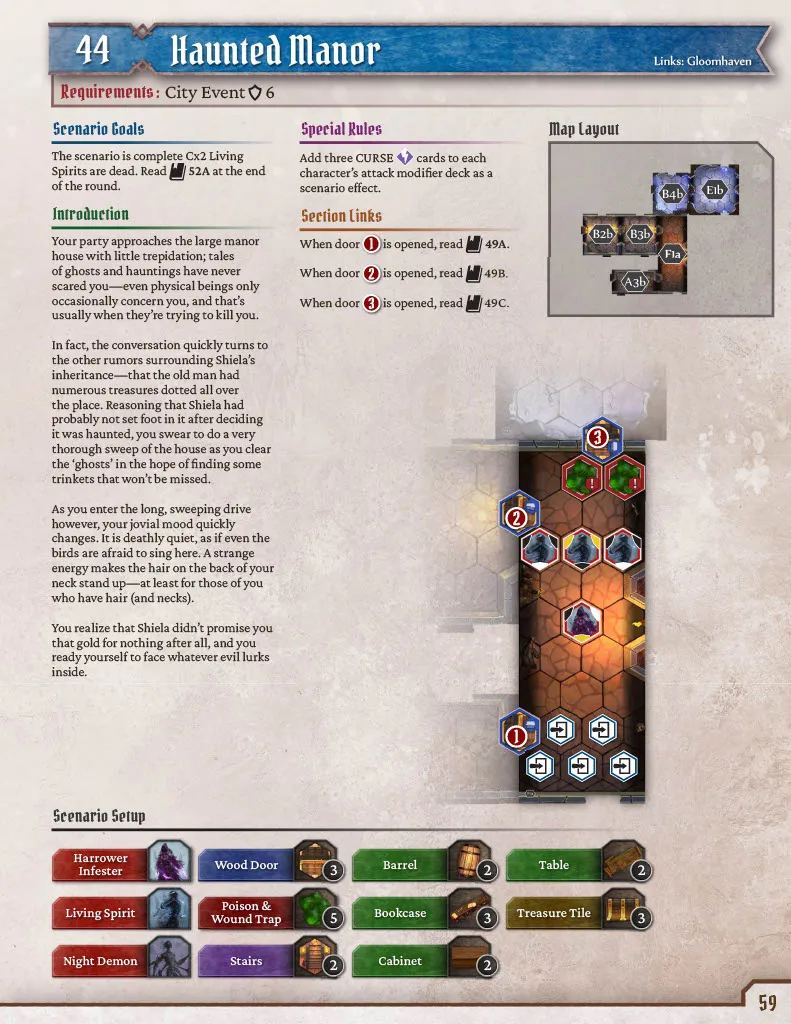 44 Haunted Manor
Links: Gloomhaven
Requirements: City Event 6
Scenario Goals
The scenario is complete Cx2 Living
Spirits are dead. Read 52A at the end
of the round.
Introduction
Your party approaches the large manor
house with little trepidation; tales
of ghosts and hauntings have never
scared you—even physical beings only
occasionally concern you, and that's
usually when they're trying to kill you.
In fact, the conversation quickly turns to
the other rumors surrounding Shiela's
inheritance—that the old man had
numerous treasures dotted all over
the place. Reasoning that Shiela had
probably not set foot in it after deciding
it was haunted, you swear to do a very
thorough sweep of the house as you clear
the 'ghosts' in the hope of finding some
trinkets that won't be missed.
As you enter the long, sweeping drive
however, your jovial mood quickly
changes. It is deathly quiet, as if even the
birds are afraid to sing here. A strange
energy makes the hair on the back of your
neck stand up—at least for those of you
who have hair (and necks).
You realize that Shiela didn't promise you
that gold for nothing after all, and you
ready yourself to face whatever evil lurks
inside.
Special Rules
Add three CURSE cards to each
character's attack modifier deck as a
scenario effect.
Section Links
When door 1 is opened, read 49A.
When door 2 is opened, read 49B.
When door 3 is opened, read 49C.
Map Layout
B4b
E1b
B2b
B3b
F1a
A3b
3
! !
2
1
Scenario Setup
Harrower
Infester
Wood Door 3
Barrel 2
Table 2
Living Spirit
Poison &
Wound Trap 5
Bookcase 3
Treasure Tile 3
Night Demon
Stairs 2
Cabinet 2
59